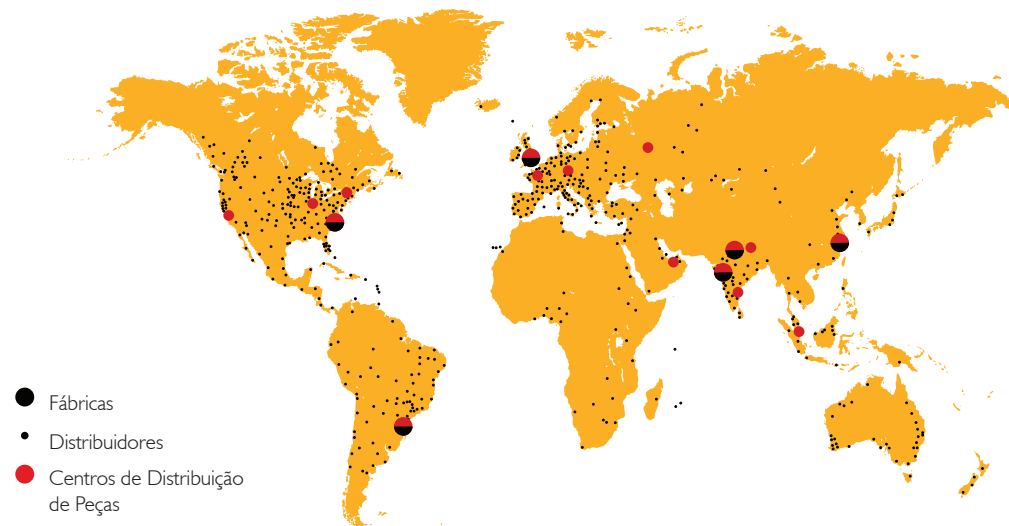 Fábricas
Distribuidores
Centros de Distribuição
de Peças